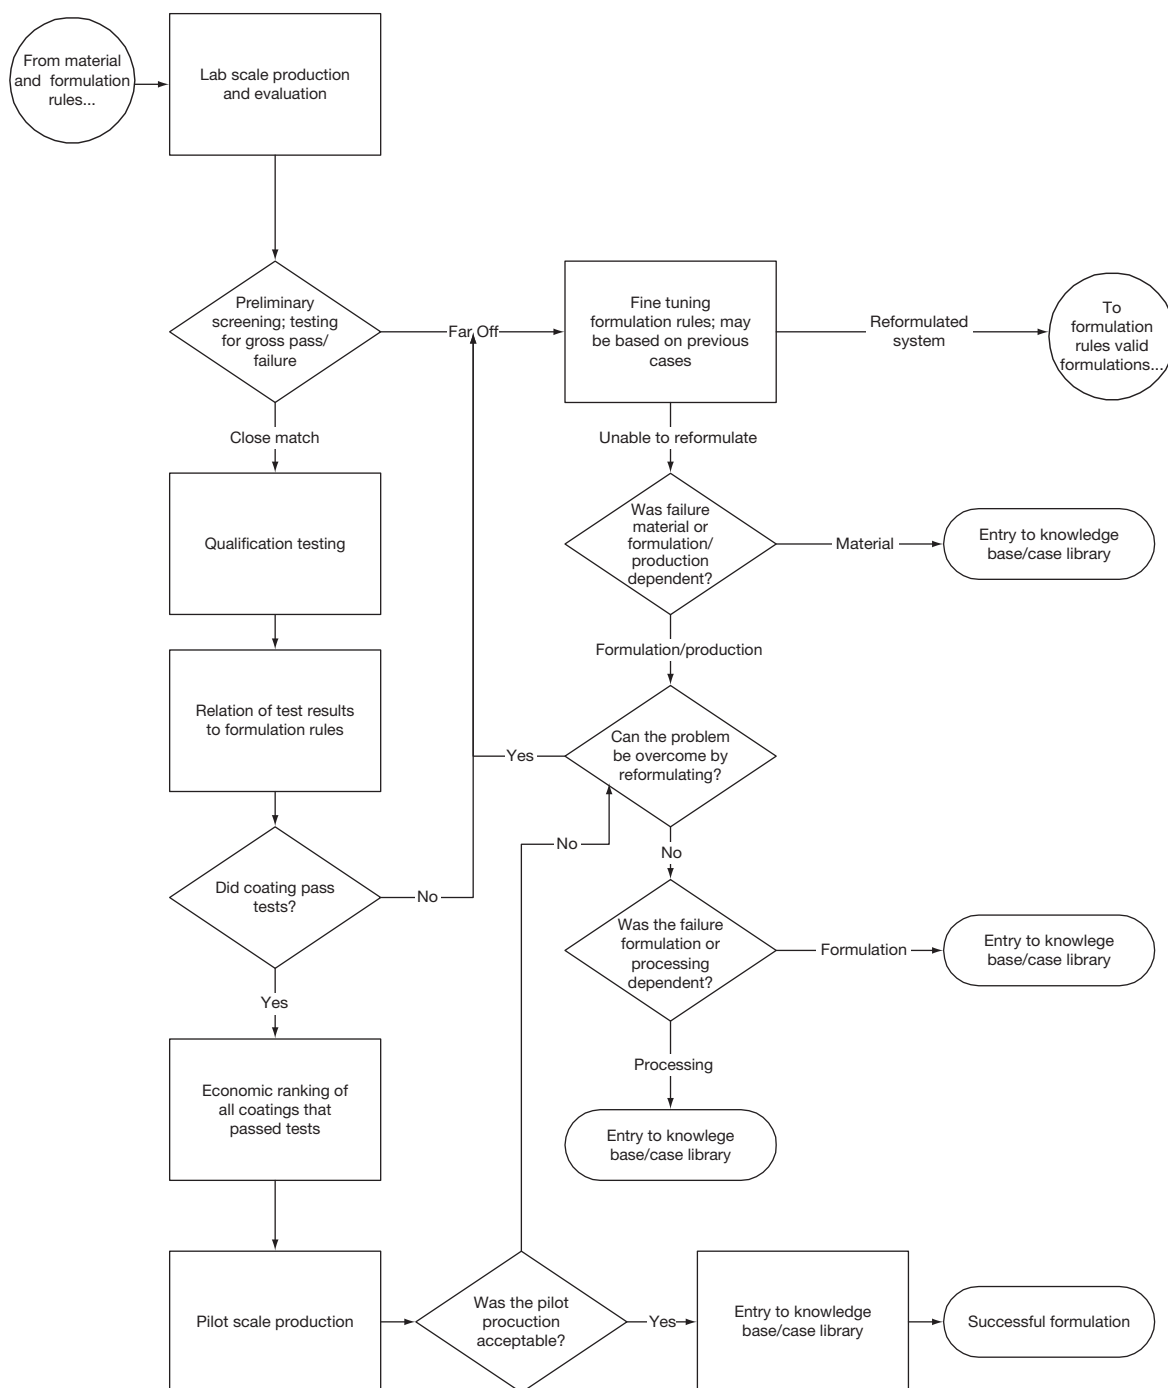 From material
and formulation
rules...
Lab scale production
and evaluation
Preliminary
screening; testing
for gross pass/
failure
Far Off
Fine tuning
formulation rules; may
be based on previous
cases
Reformulated
system
To
formulation
rules valid
formulations...
Close match
Unable to reformulate
Qualification testing
Was failure
material or
formulation/
production
dependent?
Material
Entry to knowledge
base/case library
Formulation/production
Relation of test results
to formulation rules
Yes
Can the problem
be overcome by
reformulating?
No
No
Did coating pass
tests?
No
Was the failure
formulation or
processing
dependent?
Formulation
Entry to knowlege
base/case library
Yes
Processing
Economic ranking of
all coatings that
passed tests
Entry to knowlege
base/case library
Pilot scale production
Was the pilot
procuction
acceptable?
Yes
Entry to knowledge
base/case library
Successful formulation